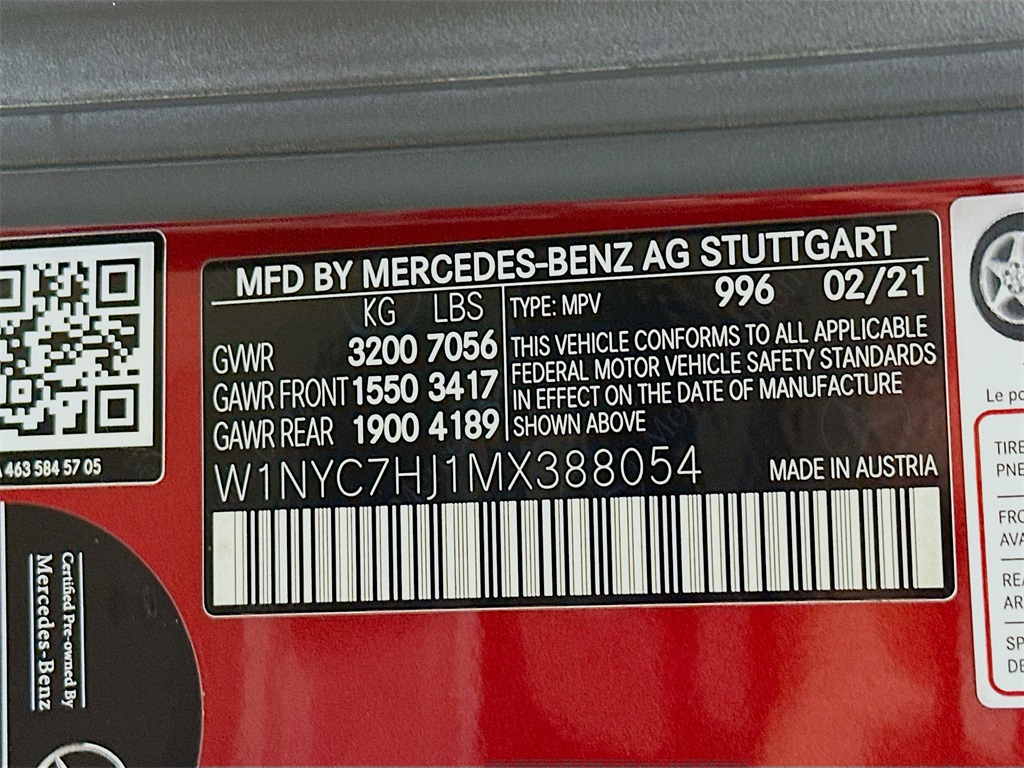 MFD BY MERCEDES-BENZ AG STUTTGART
KG LBS
GVWR 3200 7056
GAWR FRONT 1550 3417
GAWR REAR 1900 4189
TYPE: MPV 996 02/21
THIS VEHICLE CONFORMS TO ALL APPLICABLE
FEDERAL MOTOR VEHICLE SAFETY STANDARDS
IN EFFECT ON THE DATE OF MANUFACTURE
SHOWN ABOVE
W1NYC7HJ1MX388054 MADE IN AUSTRIA
A 463 584 57 05
Certified Pre-owned By
Mercedes-Benz
Le
TIRE